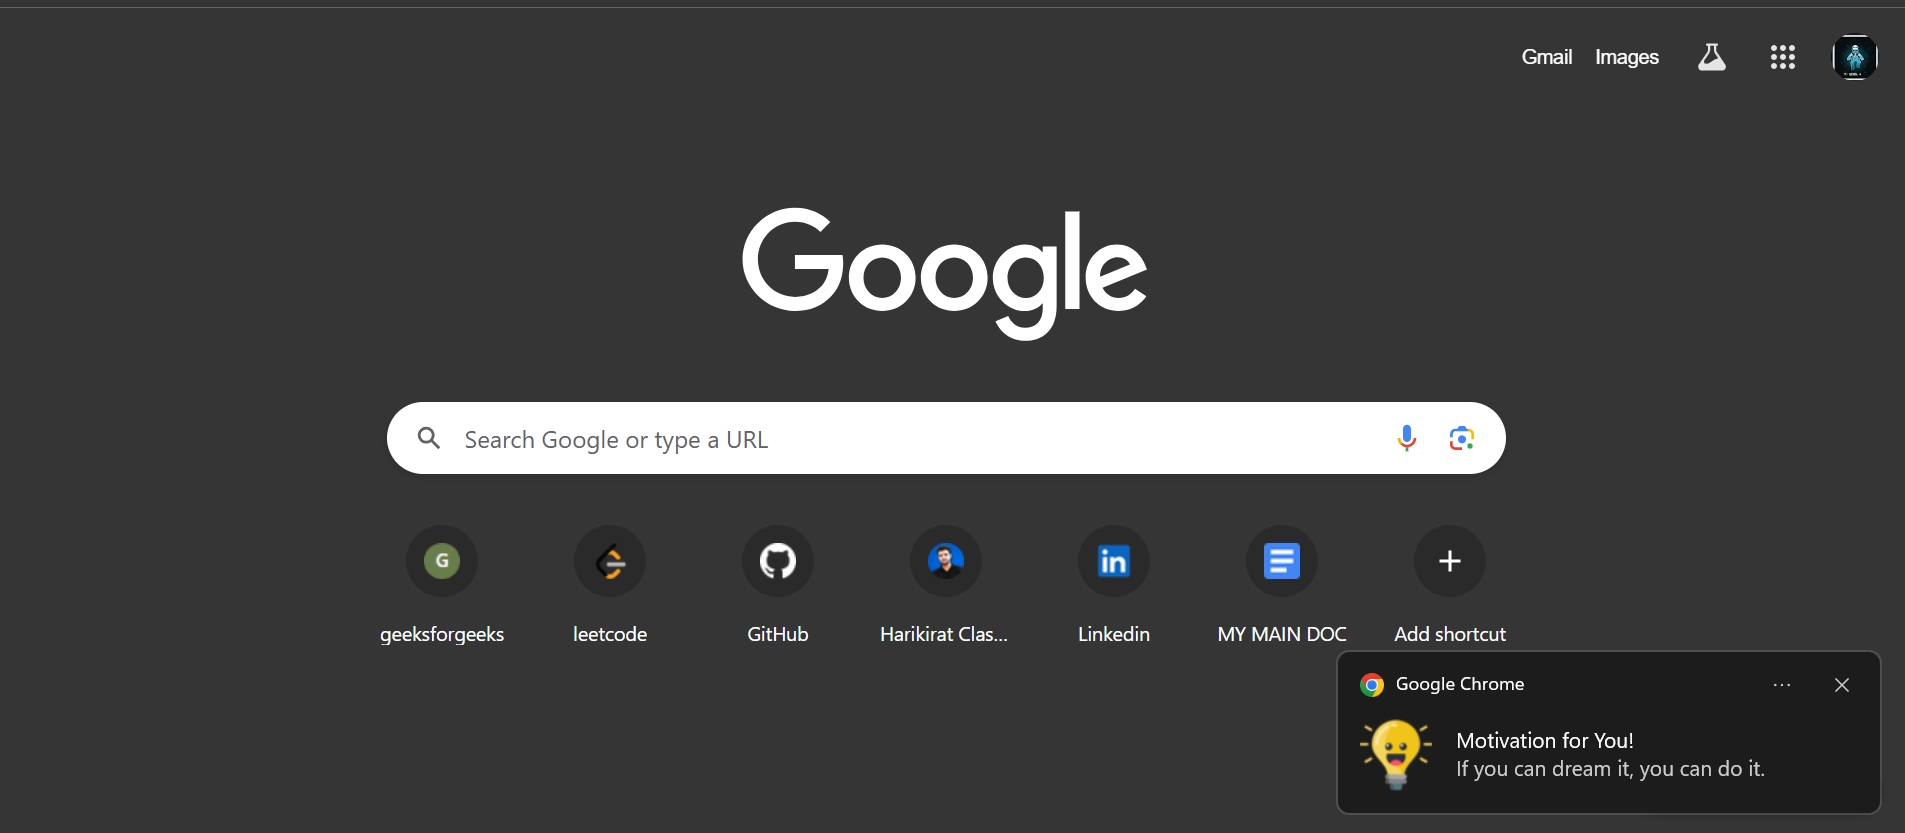 Gmail Images
Google
Search Google or type a URL
G
in
geeksforgeeks
leetcode
GitHub
Harikirat Clas...
Linkedin
MY MAIN DOC
Add shortcut
Google Chrome
Motivation for You!
If you can dream it, you can do it.